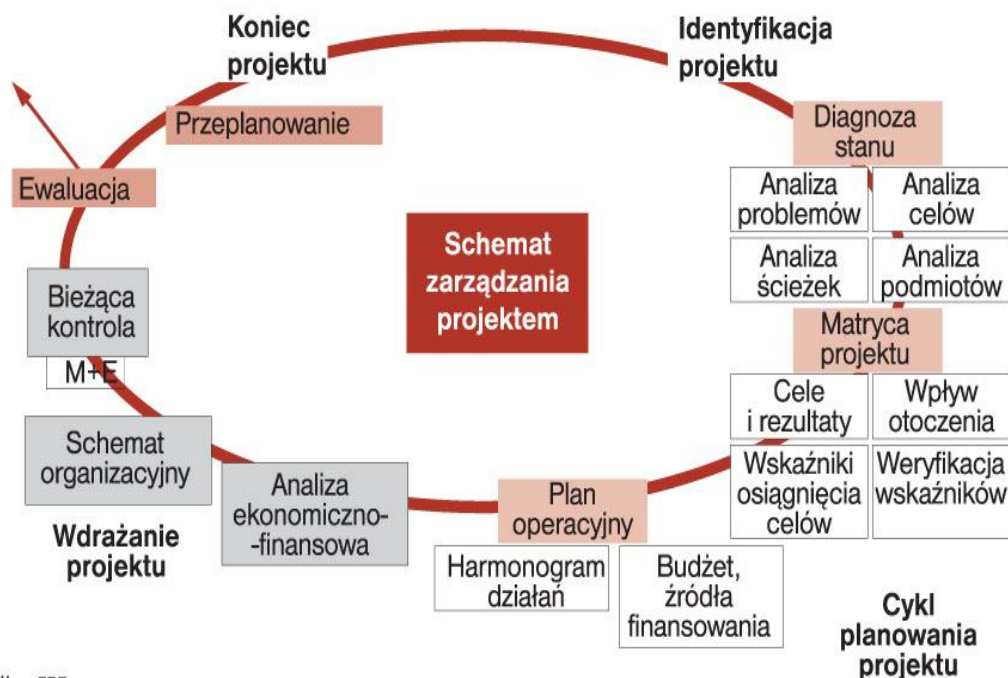 Koniec
projektu
Identyfikacja
projektu
Przeplanowanie
Ewaluacja
Diagnoza
stanu
Analiza
problemów
Analiza
celów
Analiza
ścieżek
Analiza
podmiotów
Schemat
zarządzania
projektem
Matryca
projektu
Cele
i rezultaty
Wpływ
otoczenia
Wskaźniki
osiągnięcia
celów
Weryfikacja
wskaźników
Bieżąca
kontrola
M+E
Schemat
organizacyjny
Analiza
ekonomiczno-
-finansowa
Plan
operacyjny
Harmonogram
działań
Budżet,
źródła
finansowania
Wdrażanie
projektu
Cykl
planowania
projektu